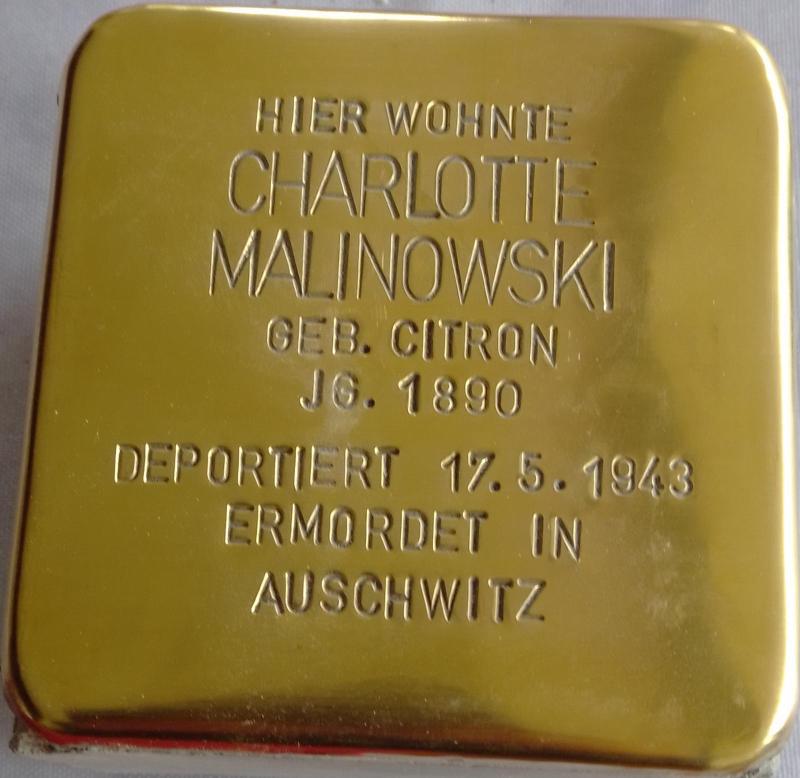 HIER WOHNTE
CHARLOTTE
MALINOWSKI
GEB. CITRON
JG. 1890
DEPORTIERT 17.5.1943
ERMORDET IN
AUSCHWITZ